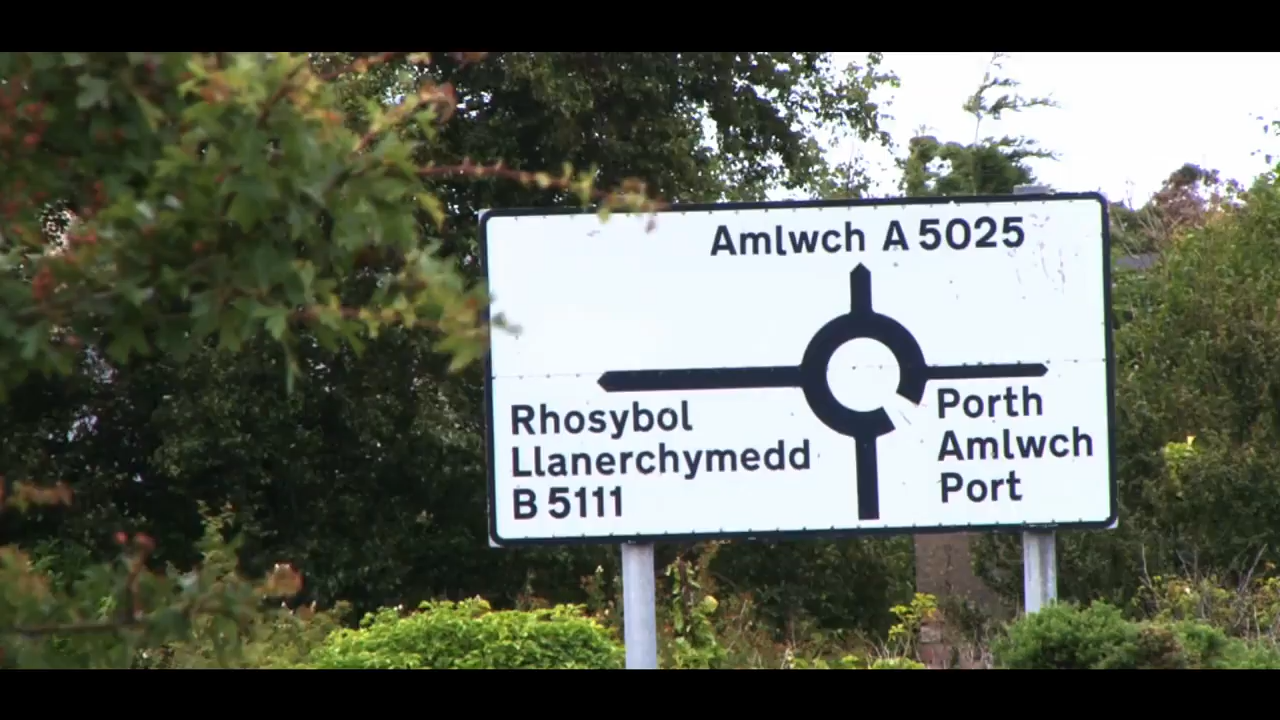 Amlwch A 5025
Rhosybol
Llanerchymedd
B 5111
Porth
Amlwch
Port